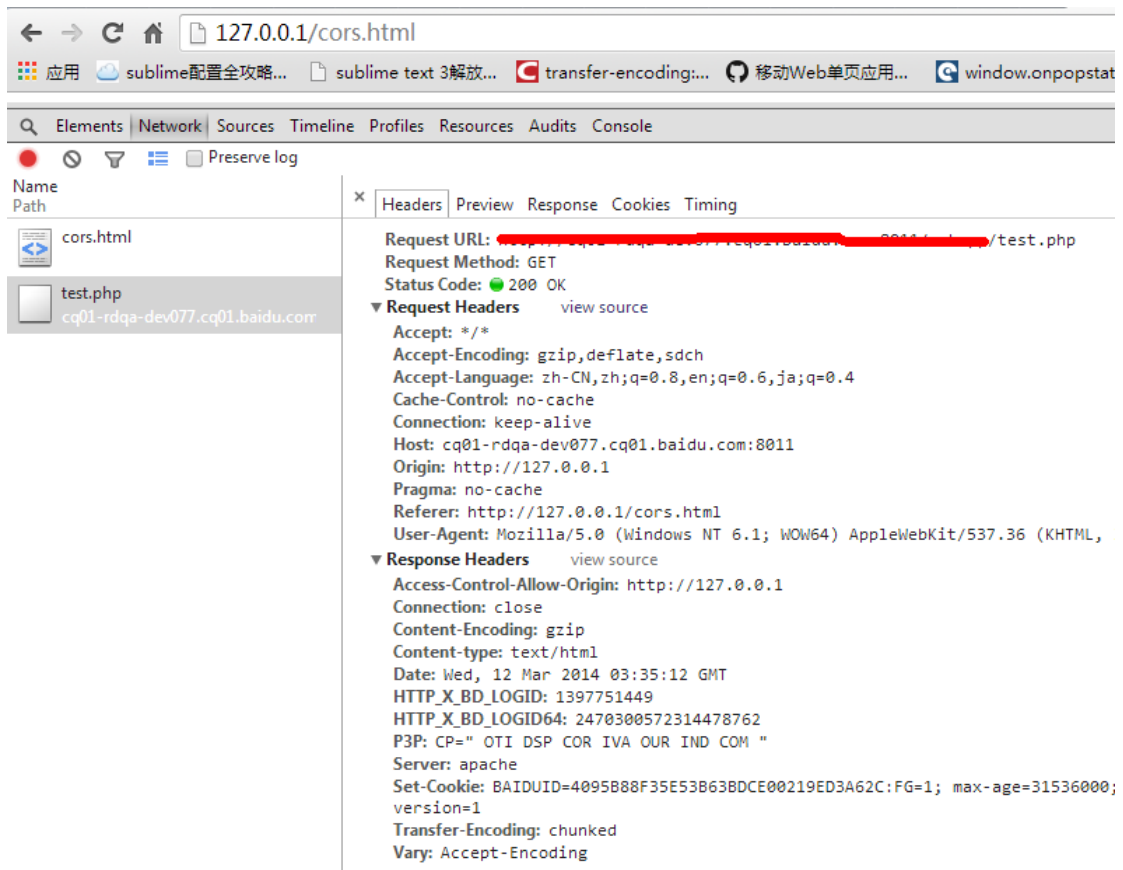 127.0.0.1/cors.html
应用 sublime配置全攻略... sublime text 3解放... transfer-encoding:... 移动Web单页应用... window.onpopstat
Elements Network Sources Timeline Profiles Resources Audits Console
Preserve log
Name
Path
× Headers Preview Response Cookies Timing
cors.html
test.php
cq01-rdqa-dev077.cq01.baidu.com
Request URL: /test.php
Request Method: GET
Status Code: 200 OK
▼Request Headers view source
Accept: */*
Accept-Encoding: gzip,deflate,sdch
Accept-Language: zh-CN,zh;q=0.8,en;q=0.6,ja;q=0.4
Cache-Control: no-cache
Connection: keep-alive
Host: cq01-rdqa-dev077.cq01.baidu.com:8011
Origin: http://127.0.0.1
Pragma: no-cache
Referer: http://127.0.0.1/cors.html
User-Agent: Mozilla/5.0 (Windows NT 6.1; WOW64) AppleWebKit/537.36 (KHTML,
▼Response Headers view source
Access-Control-Allow-Origin: http://127.0.0.1
Connection: close
Content-Encoding: gzip
Content-type: text/html
Date: Wed, 12 Mar 2014 03:35:12 GMT
HTTP_X_BD_LOGID: 1397751449
HTTP_X_BD_LOGID64: 2470300572314478762
P3P: CP=" OTI DSP COR IVA OUR IND COM "
Server: apache
Set-Cookie: BAIDUID=4095B88F35E53B63BDCE00219ED3A62C:FG=1; max-age=31536000;
version=1
Transfer-Encoding: chunked
Vary: Accept-Encoding